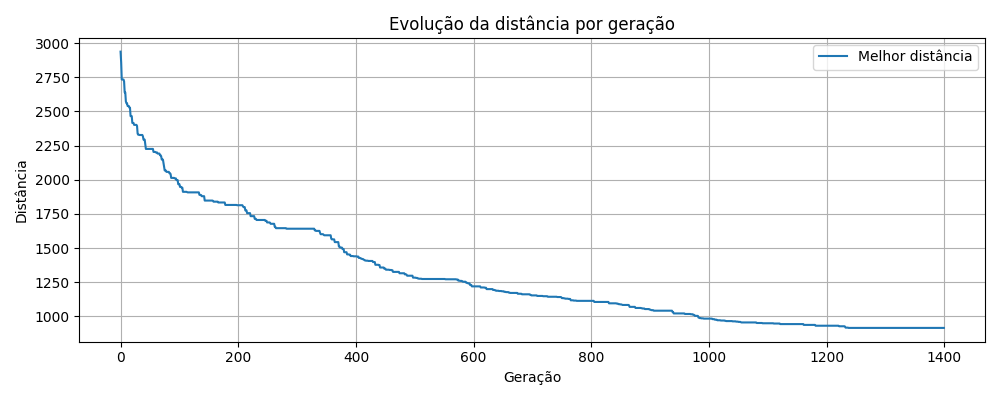 Evolução da distância por geração
Melhor distância
3000
2750
2500
2250
2000
1750
1500
1250
1000
Distância
0 200 400 600 800 1000 1200 1400
Geração